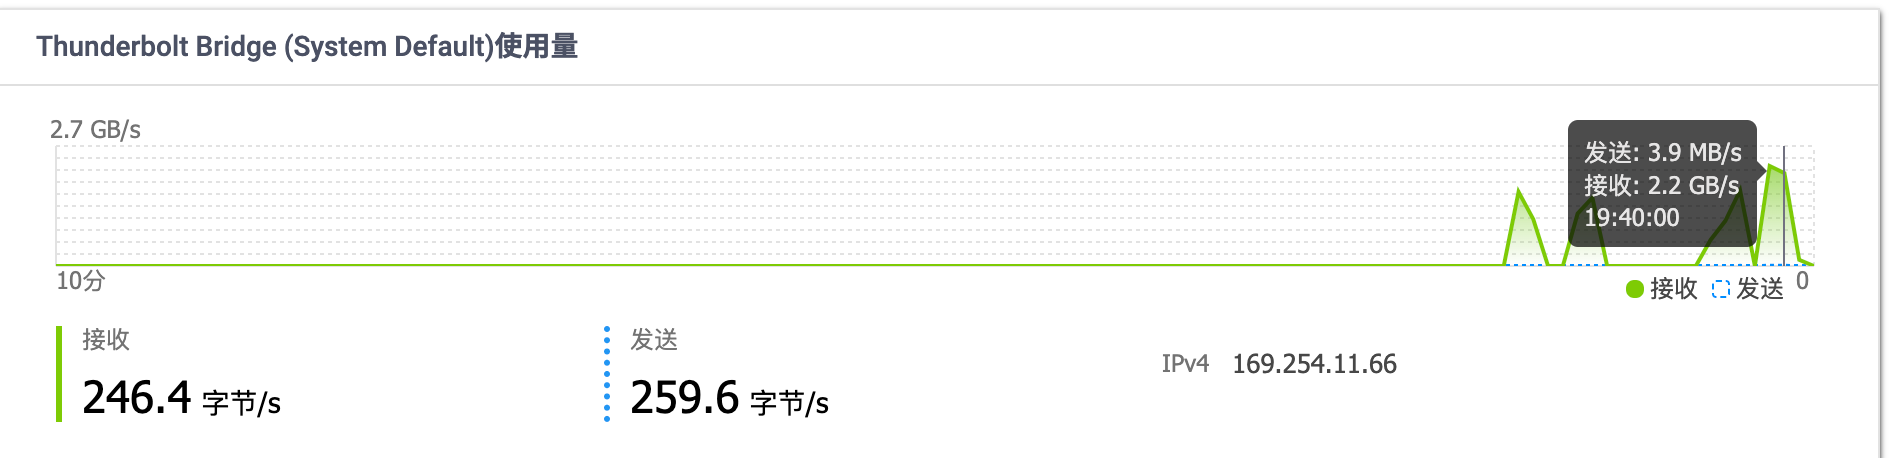 Thunderbolt Bridge (System Default)使用量
2.7 GB/s
发送: 3.9 MB/s
接收: 2.2 GB/s
19:40:00
10分
0
接收 发送
接收
246.4 字节/s
发送
259.6 字节/s
IPv4 169.254.11.66